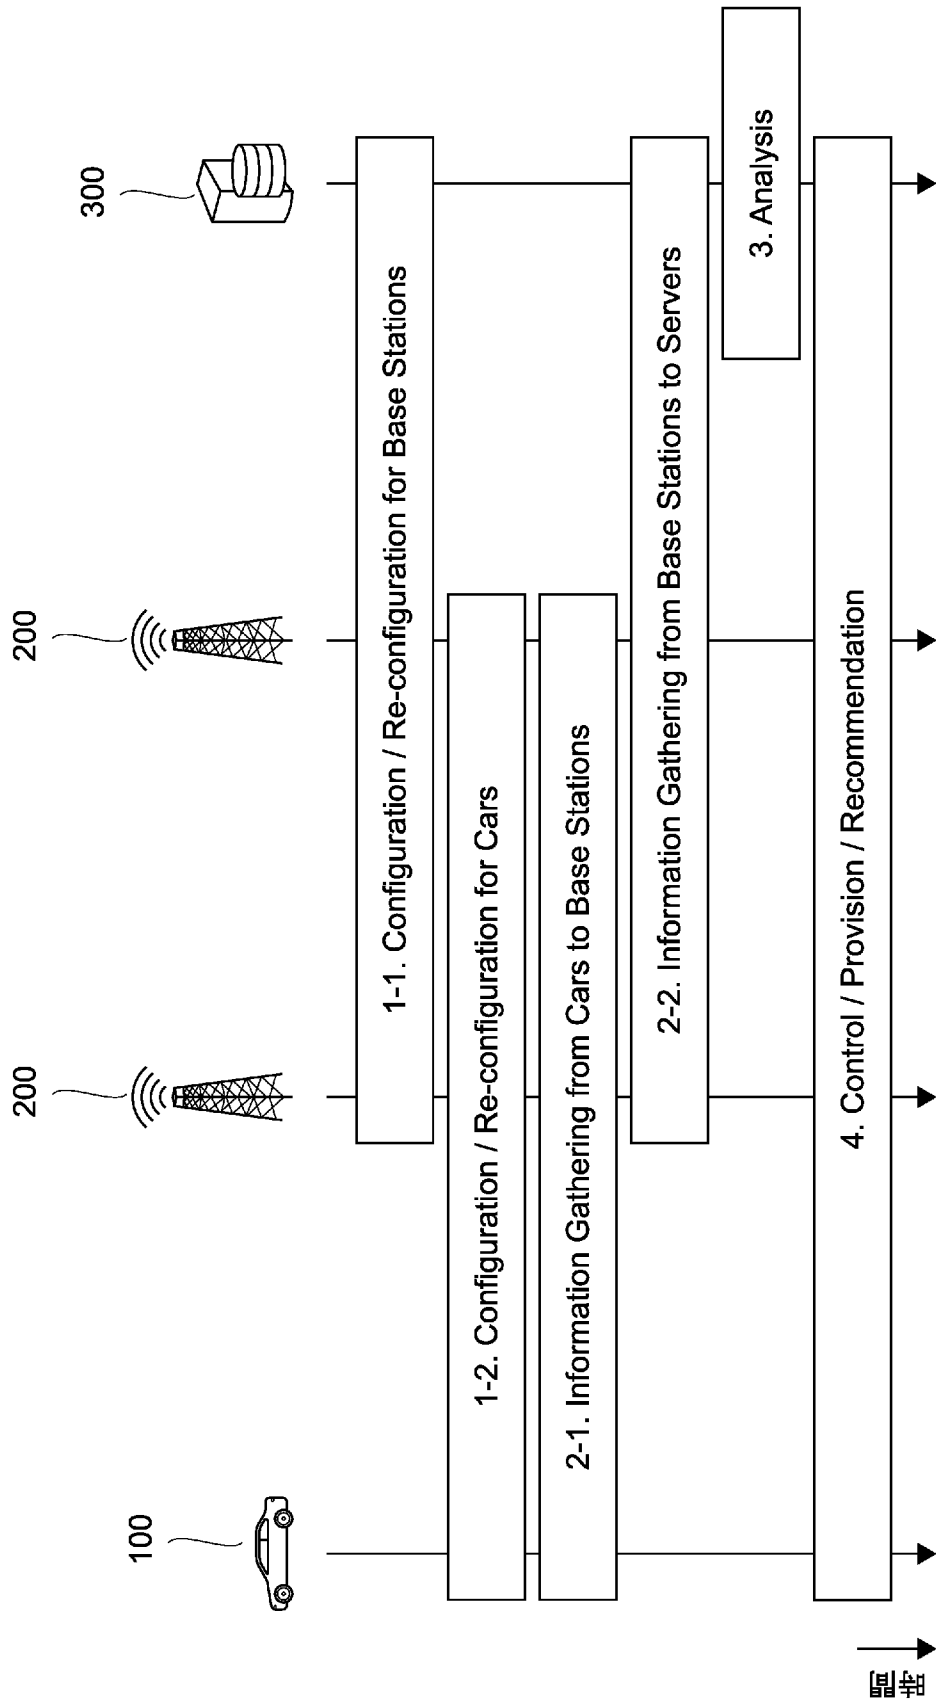 100
200
200
300
1-1. Configuration / Re-configuration for Base Stations
1-2. Configuration / Re-configuration for Cars
2-1. Information Gathering from Cars to Base Stations
2-2. Information Gathering from Base Stations to Servers
3. Analysis
4. Control / Provision / Recommendation
時間